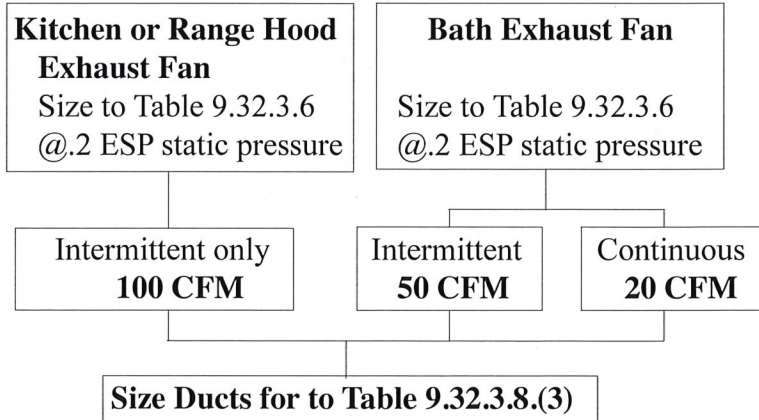 Kitchen or Range Hood
Exhaust Fan
Size to Table 9.32.3.6
@.2 ESP static pressure
Bath Exhaust Fan
Size to Table 9.32.3.6
@.2 ESP static pressure
Intermittent only
100 CFM
Intermittent
50 CFM
Continuous
20 CFM
Size Ducts for to Table 9.32.3.8.(3)